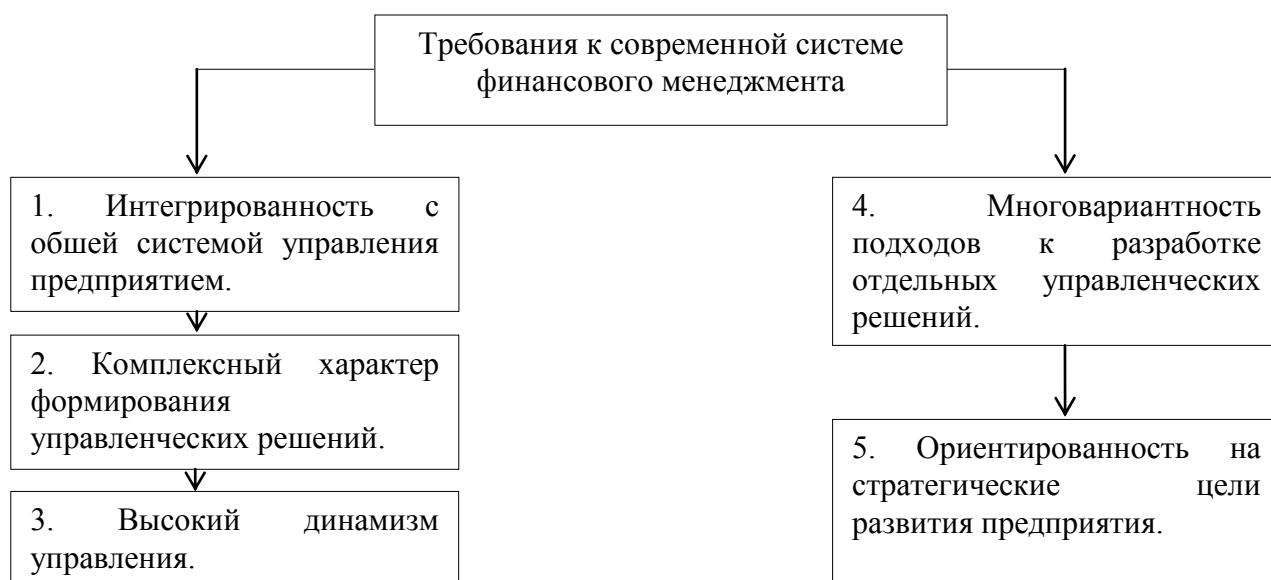 Требования к современной системе
финансового менеджмента
1. Интегрированность с
обшей системой управления
предприятием.
2. Комплексный характер
формирования
управленческих решений.
3. Высокий динамизм
управления.
4. Многовариантность
подходов к разработке
отдельных управленческих
решений.
5. Ориентированность на
стратегические цели
развития предприятия.